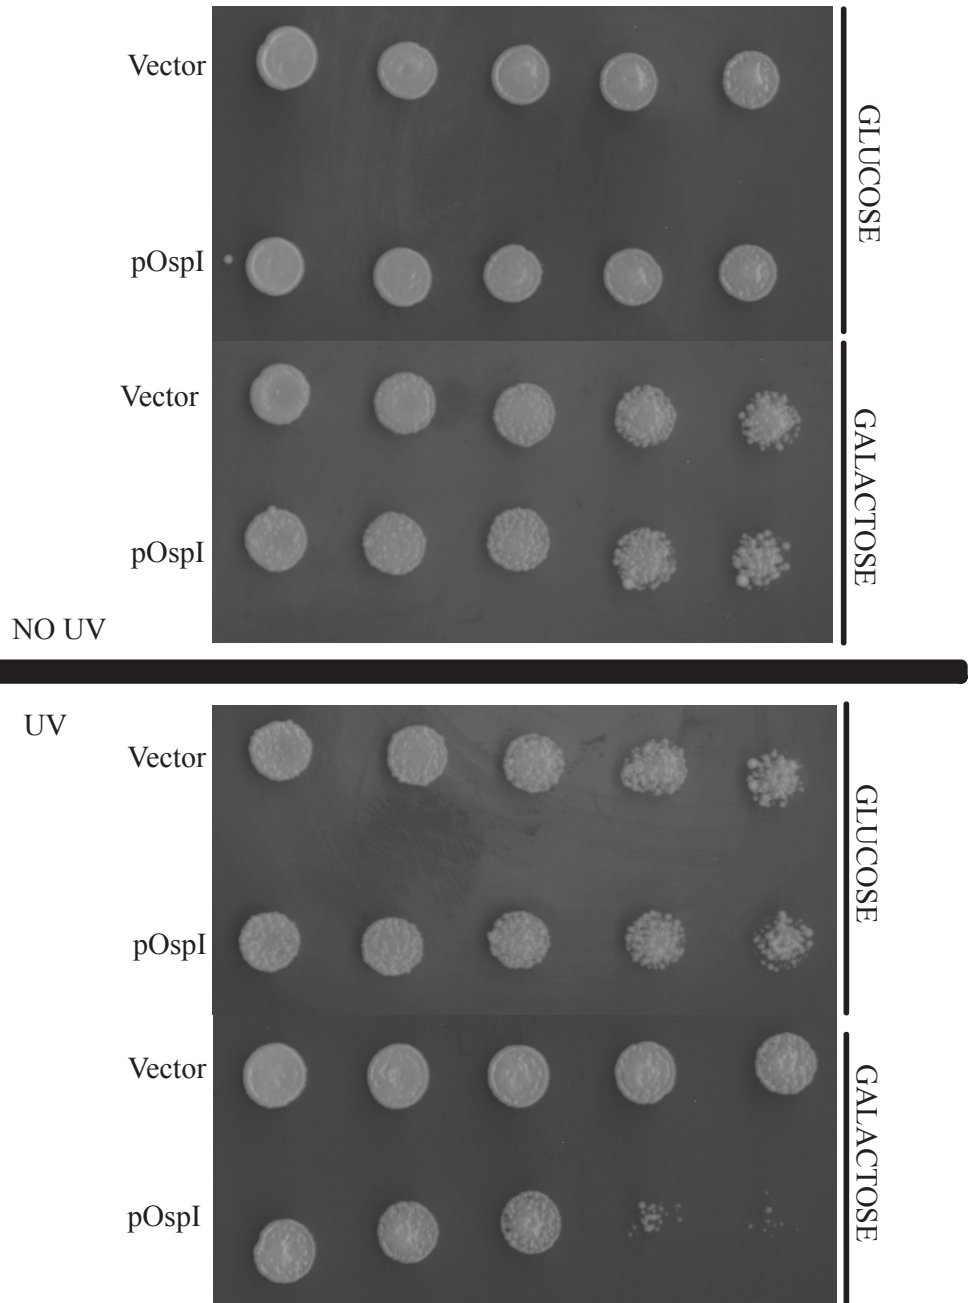 Vector
GLUCOSE
pOspI
Vector
GALACTOSE
pOspI
NO UV
UV
Vector
GLUCOSE
pOspI
Vector
GALACTOSE
pOspI